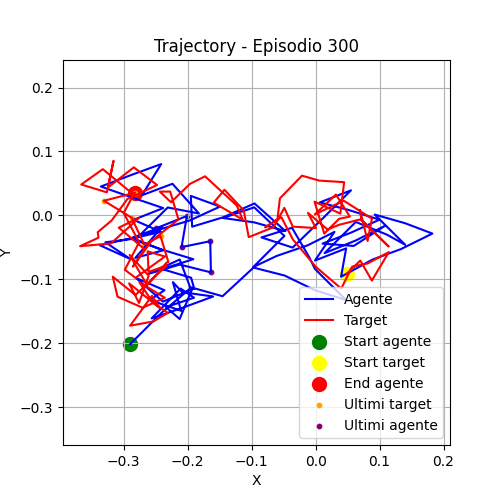 Trajectory - Episodio 300
Y
0.2
0.1
0.0
−0.1
−0.2
−0.3
−0.3
−0.2
−0.1
0.0
0.1
0.2
X
Agente
Target
Start agente
Start target
End agente
Ultimi target
Ultimi agente